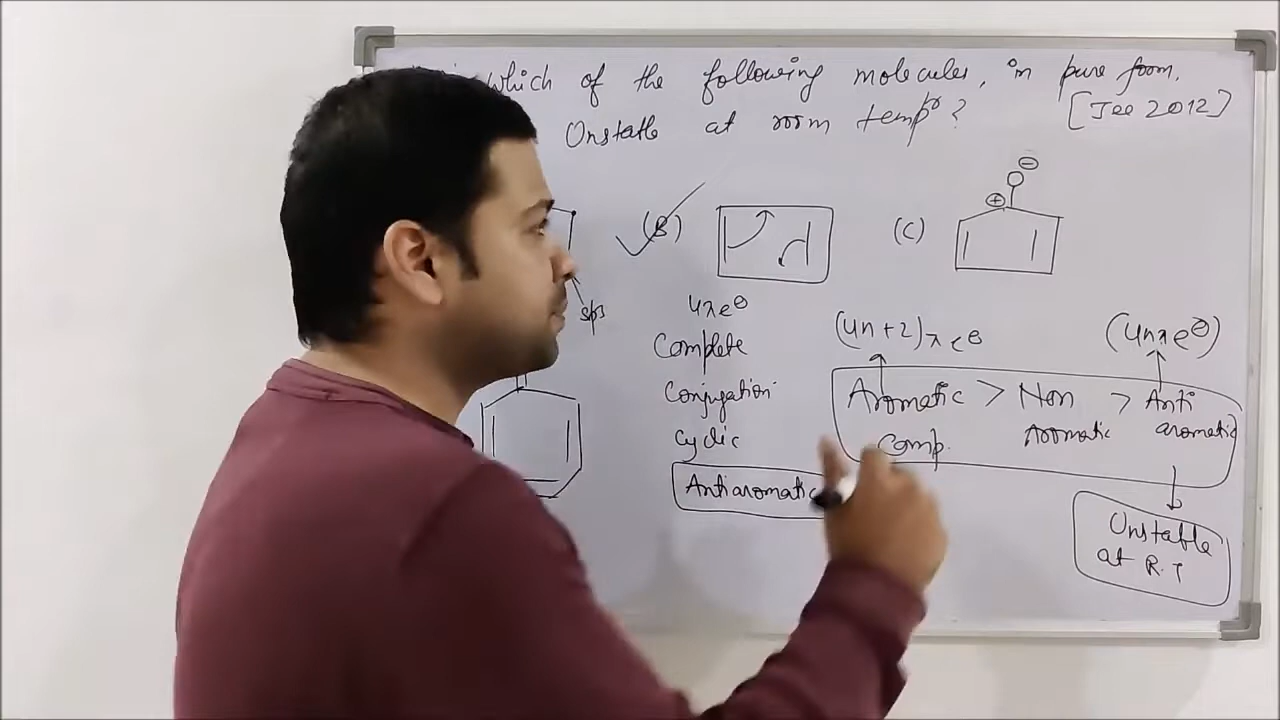 which of the following molecules, in pure form,
Unstable at room tempr? [Jee 2012]
(B)
(C)
⊖
O
⊕
sp3
4πe⊖
Complete
Conjugation
Cyclic
Antiaromatic
(4n+2)πe⊖ (4nπe⊖)
Aromatic > Non > Anti
Comp. Aromatic aromatic
Unstable
at R.T